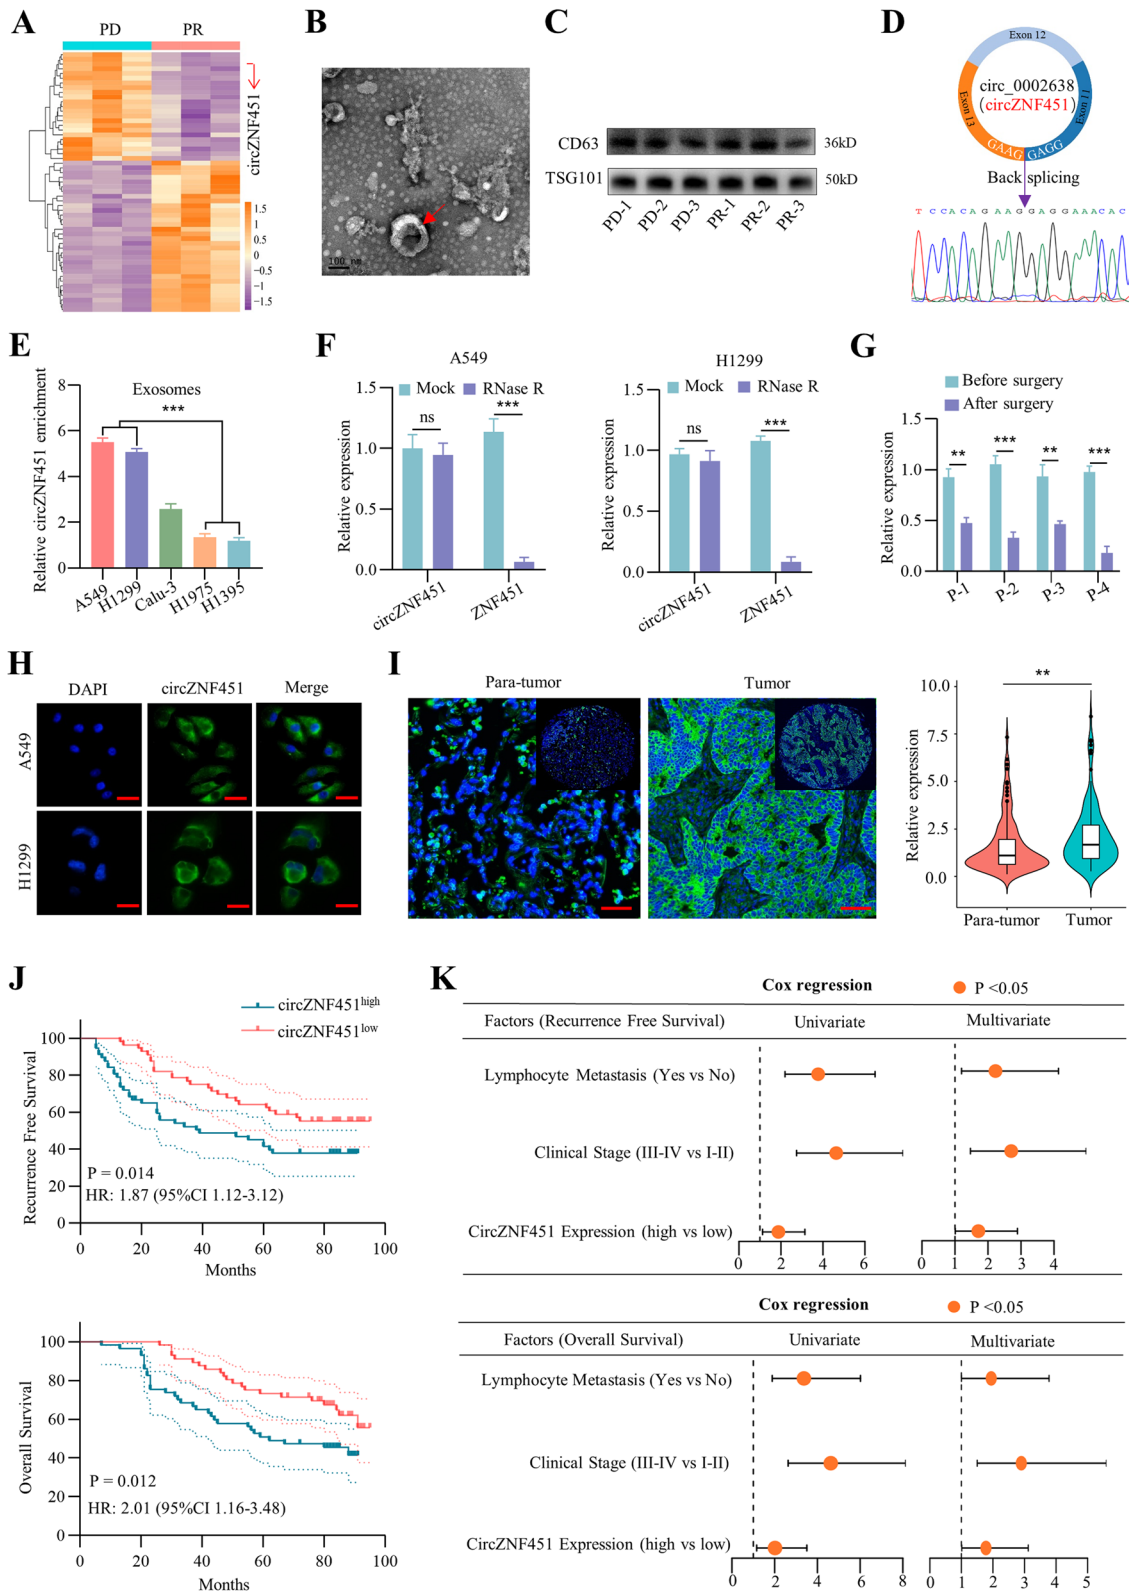 A
PD PR
circZNF451
1.5
1
0.5
0
−0.5
−1
−1.5
B
100 nm
C
CD63 36kD
TSG101 50kD
PD-1 PD-2 PD-3 PR-1 PR-2 PR-3
D
Exon 12
Exon 13
Exon 11
circ_0002638
(circZNF451)
GAAG GAGG
Back splicing
T C C A C A G A A G G A G G A A A C A C
E
Exosomes
***
Relative circZNF451 enrichment
8
6
4
2
0
A549 H1299 Calu-3 H1975 H1395
F
A549
Mock RNase R
ns ***
Relative expression
1.5
1.0
0.5
0.0
circZNF451 ZNF451
H1299
Mock RNase R
ns ***
Relative expression
1.5
1.0
0.5
0.0
circZNF451 ZNF451
G
Before surgery
After surgery
** *** ** ***
Relative expression
1.5
1.0
0.5
0.0
P-1 P-2 P-3 P-4
H
DAPI circZNF451 Merge
A549
H1299
I
Para-tumor Tumor
**
Relative expression
10.0
7.5
5.0
2.5
0.0
Para-tumor Tumor
J
circZNF451high
circZNF451low
Recurrence Free Survival
100
80
60
40
20
0
P = 0.014
HR: 1.87 (95%CI 1.12-3.12)
0 20 40 60 80 100
Months
Overall Survival
100
80
60
40
20
0
P = 0.012
HR: 2.01 (95%CI 1.16-3.48)
0 20 40 60 80 100
Months
K
Cox regression P <0.05
Factors (Recurrence Free Survival) Univariate Multivariate
Lymphocyte Metastasis (Yes vs No)
Clinical Stage (III-IV vs I-II)
CircZNF451 Expression (high vs low)
0 2 4 6 0 1 2 3 4
Cox regression P <0.05
Factors (Overall Survival) Univariate Multivariate
Lymphocyte Metastasis (Yes vs No)
Clinical Stage (III-IV vs I-II)
CircZNF451 Expression (high vs low)
0 2 4 6 8 0 1 2 3 4 5